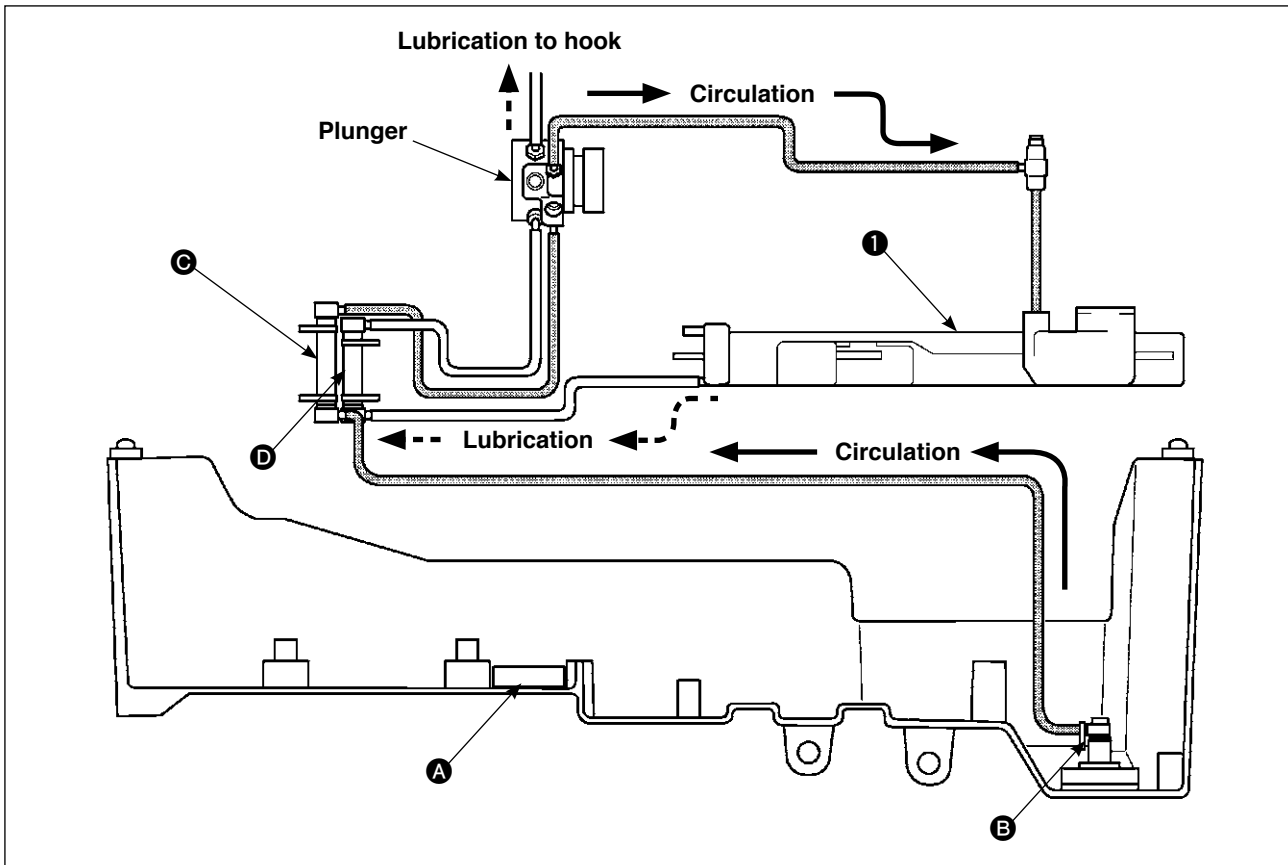 Lubrication to hook
Circulation
Plunger
1
C
D
Lubrication
Circulation
A
B